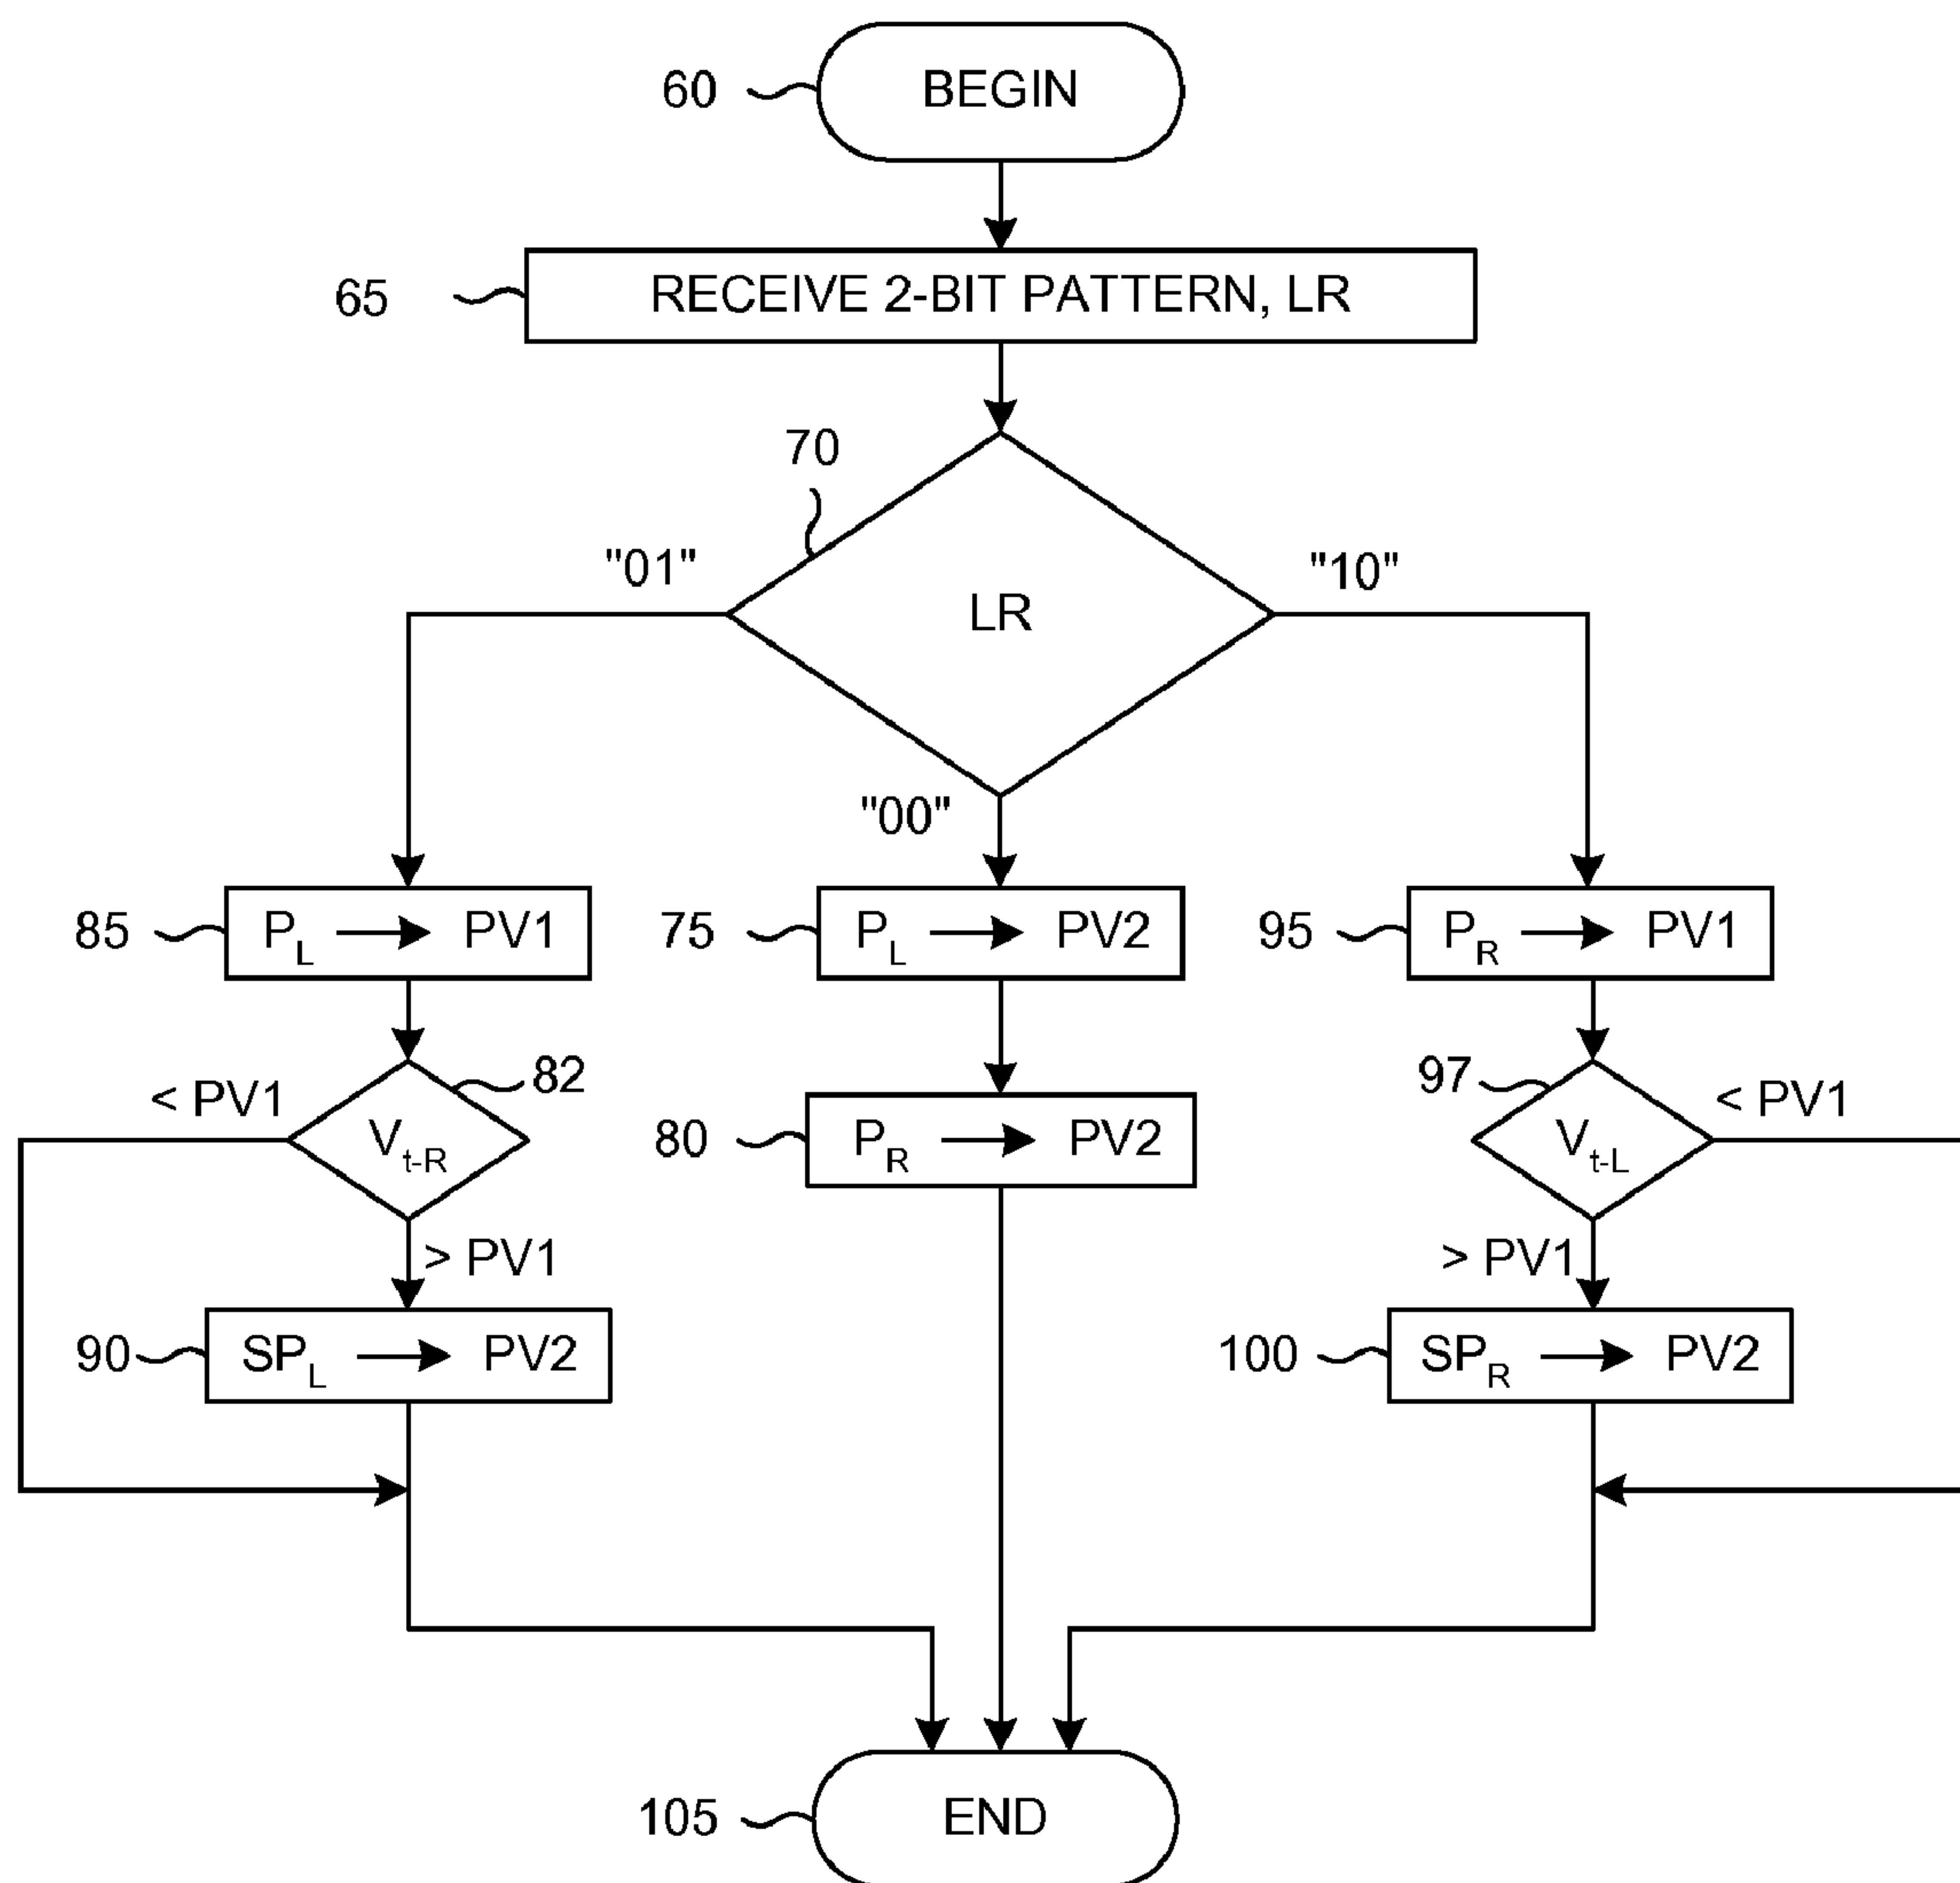 60 BEGIN
65 RECEIVE 2-BIT PATTERN, LR
70
"01" LR "10"
"00"
85 PL → PV1 75 PL → PV2 95 PR → PV1
< PV1 Vt-R 82 97 Vt-L < PV1
80 PR → PV2
> PV1 > PV1
90 SPL → PV2 100 SPR → PV2
105 END